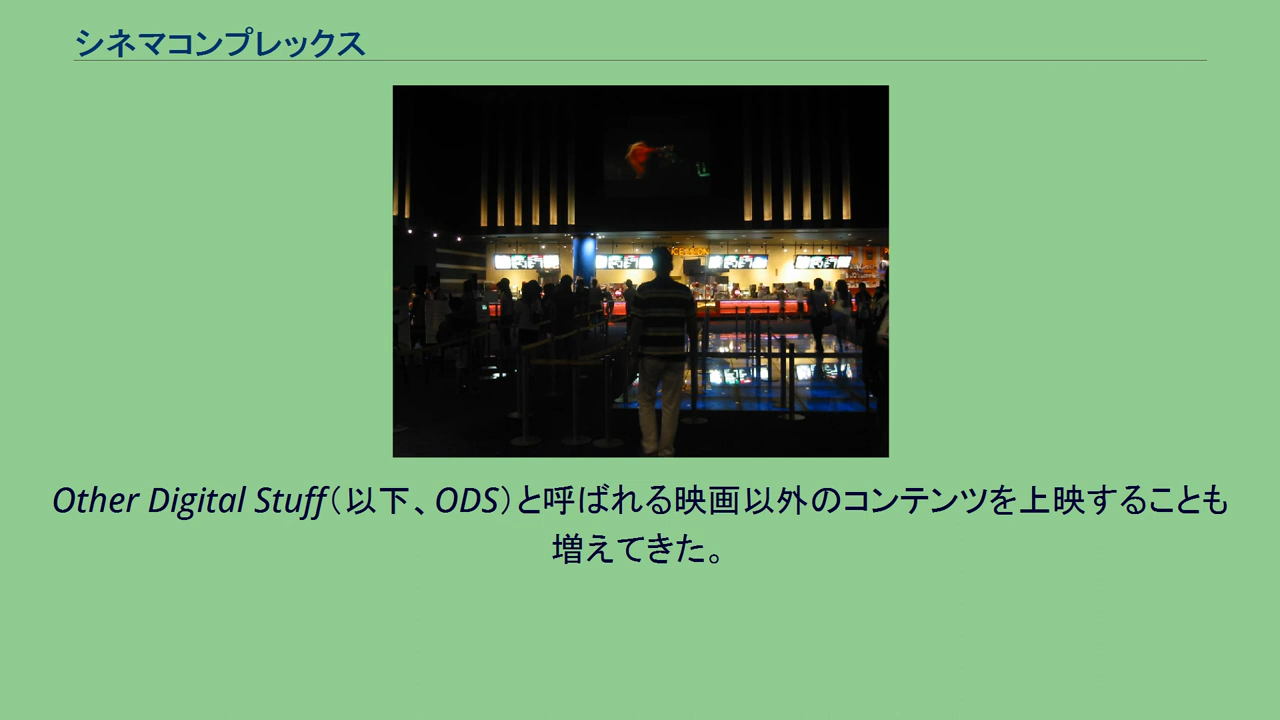 シネマコンプレックス
Other Digital Stuff（以下、ODS）と呼ばれる映画以外のコンテンツを上映することも
増えてきた。